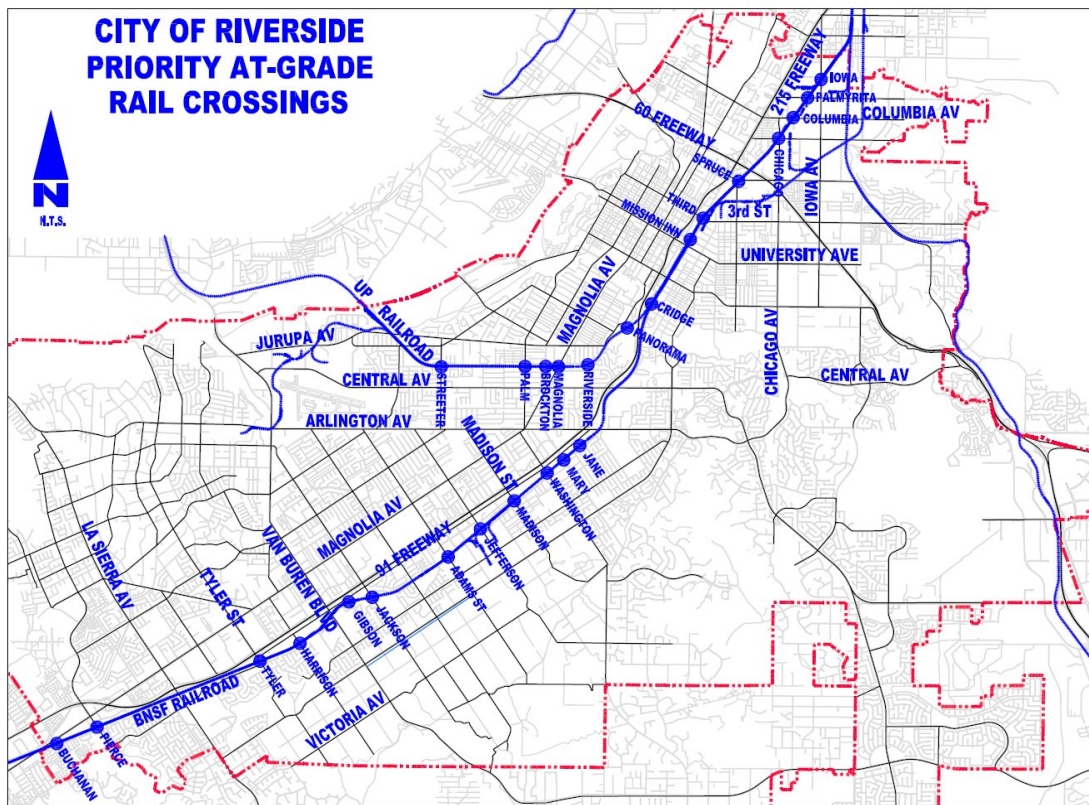 CITY OF RIVERSIDE
PRIORITY AT-GRADE
RAIL CROSSINGS
N
N.T.S.
215 FREEWAY
IOWA
PALMYRITA
COLUMBIA
COLUMBIA AV
60 FREEWAY
CHICAGO
IOWA AV
SPRUCE
THIRD
3rd ST
MISSION INN
UNIVERSITY AVE
MAGNOLIA AV
UP RAILROAD
CRIDGE
PANORAMA
JURUPA AV
CHICAGO AV
CENTRAL AV
CENTRAL AV
STREETER
PALM
BROCATON
MAGNOLIA
RIVERSIDE
ARLINGTON AV
MADISON ST
JANE
MARY
WASHINGTON
MADISON
MAGNOLIA AV
91 FREEWAY
JEFFERSON
ADAMS ST
LA SIERRA AV
TYLER ST
VAN BUREN BLVD
JACKSON
GIBSON
HARRISON
TYLER
BNSF RAILROAD
VICTORIA AV
PIERCE
BUCHANAN